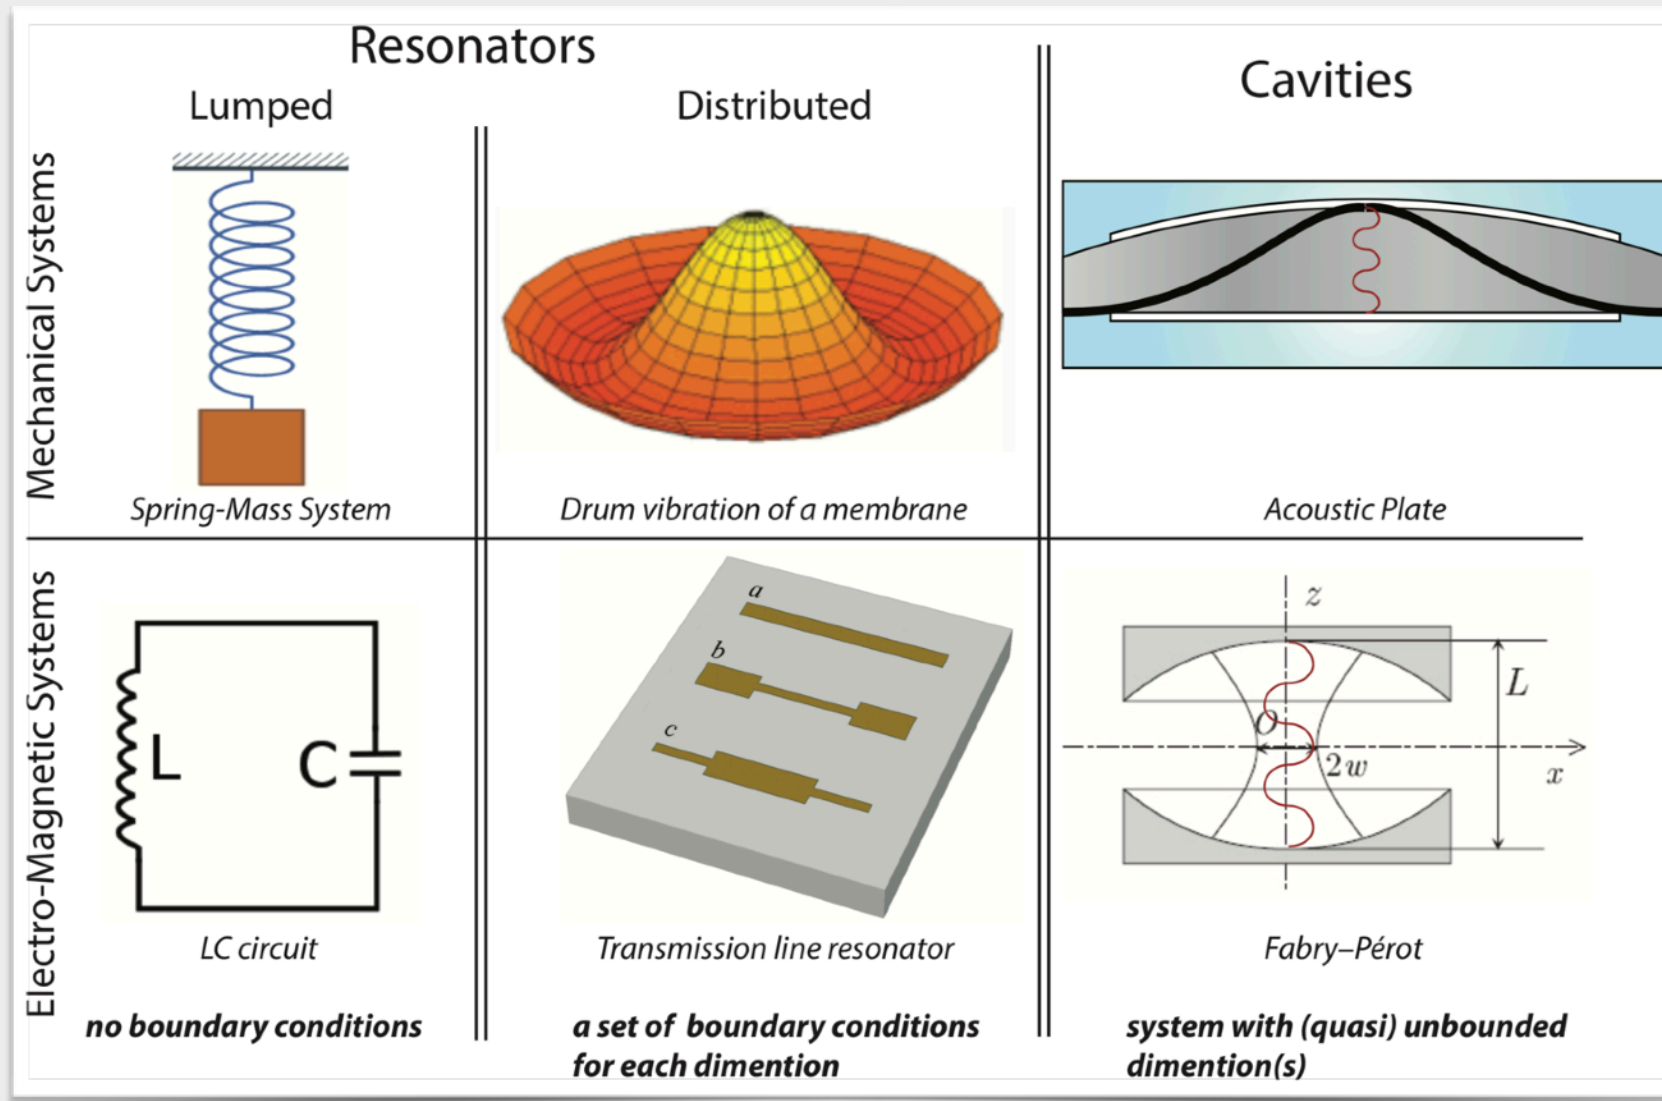 Resonators
Cavities
Lumped
Distributed
Mechanical Systems
Spring-Mass System
Drum vibration of a membrane
Acoustic Plate
Electro-Magnetic Systems
L
C
LC circuit
a
b
c
Transmission line resonator
z
L
O
2w
x
Fabry–Pérot
no boundary conditions
a set of boundary conditions
for each dimention
system with (quasi) unbounded
dimention(s)